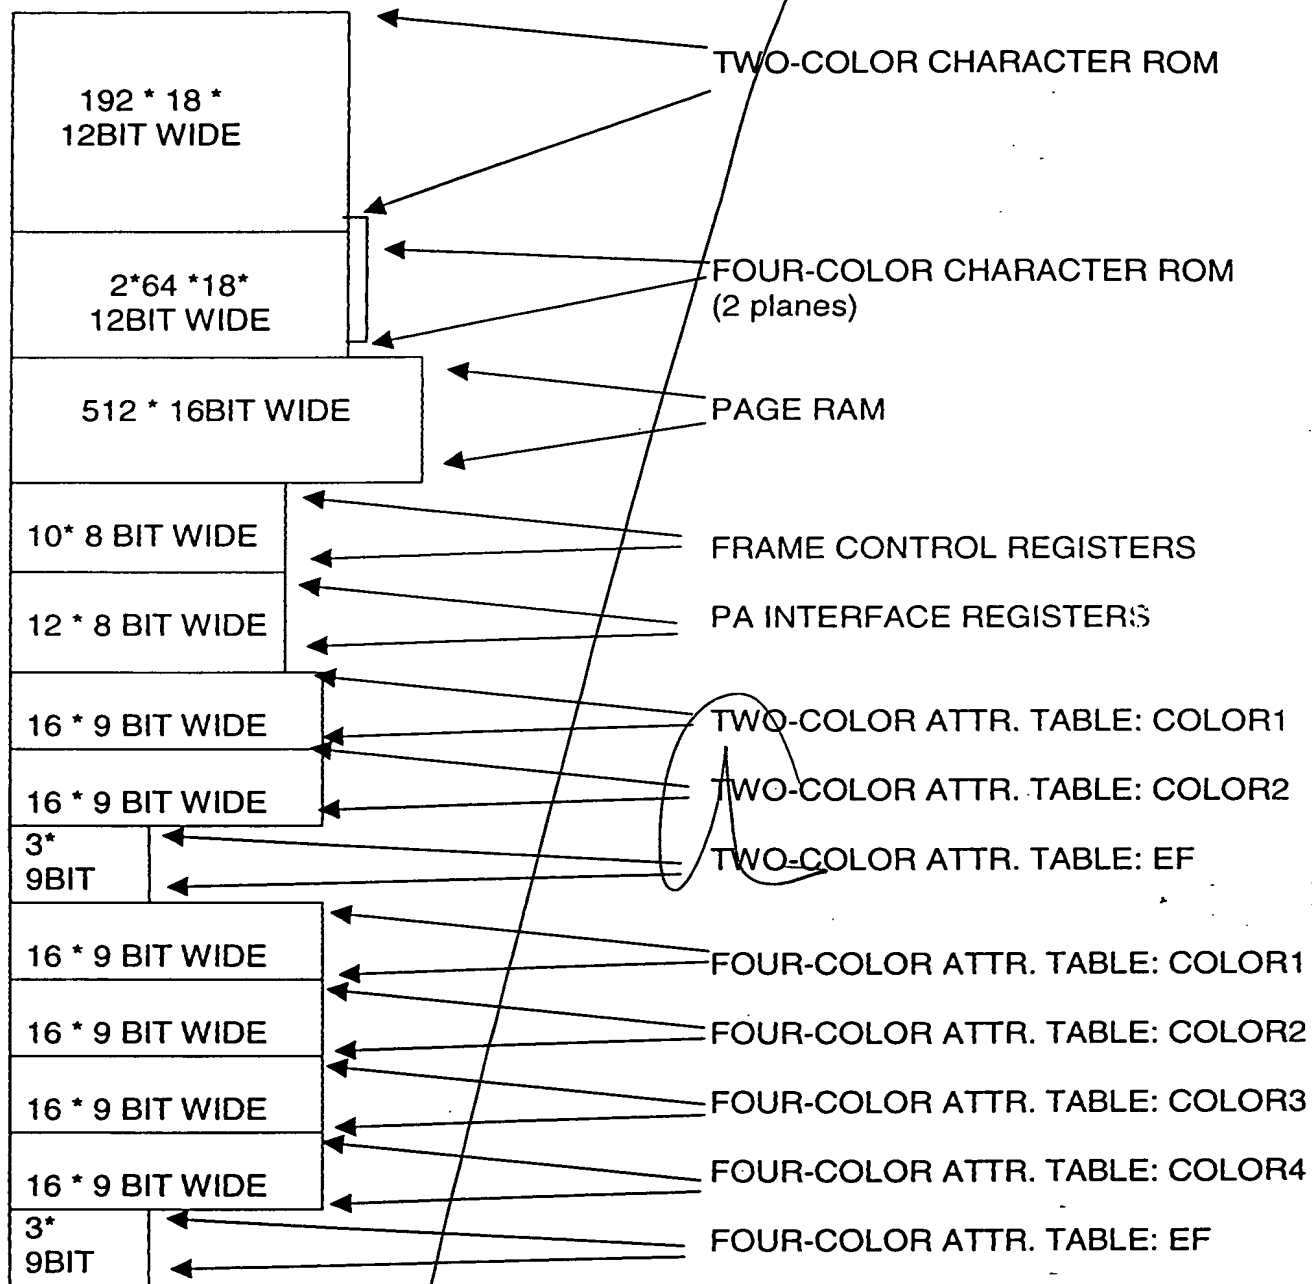 192 * 18 *
12BIT WIDE
TWO-COLOR CHARACTER ROM
2*64 *18*
12BIT WIDE
FOUR-COLOR CHARACTER ROM
(2 planes)
512 * 16BIT WIDE
PAGE RAM
10* 8 BIT WIDE
FRAME CONTROL REGISTERS
12 * 8 BIT WIDE
PA INTERFACE REGISTERS
16 * 9 BIT WIDE
TWO-COLOR ATTR. TABLE: COLOR1
16 * 9 BIT WIDE
TWO-COLOR ATTR. TABLE: COLOR2
3*
9BIT
TWO-COLOR ATTR. TABLE: EF
16 * 9 BIT WIDE
FOUR-COLOR ATTR. TABLE: COLOR1
16 * 9 BIT WIDE
FOUR-COLOR ATTR. TABLE: COLOR2
16 * 9 BIT WIDE
FOUR-COLOR ATTR. TABLE: COLOR3
16 * 9 BIT WIDE
FOUR-COLOR ATTR. TABLE: COLOR4
3*
9BIT
FOUR-COLOR ATTR. TABLE: EF